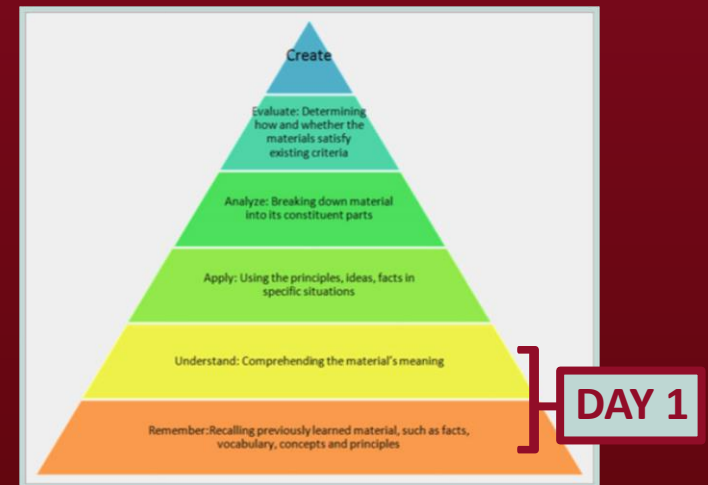 Create
Evaluate: Determining
how and whether the
materials satisfy
existing criteria
Analyze: Breaking down material
into its constituent parts
Apply: Using the principles, ideas, facts in
specific situations
Understand: Comprehending the material's meaning
DAY 1
Remember:Recalling previously learned material, such as facts,
vocabulary, concepts and principles